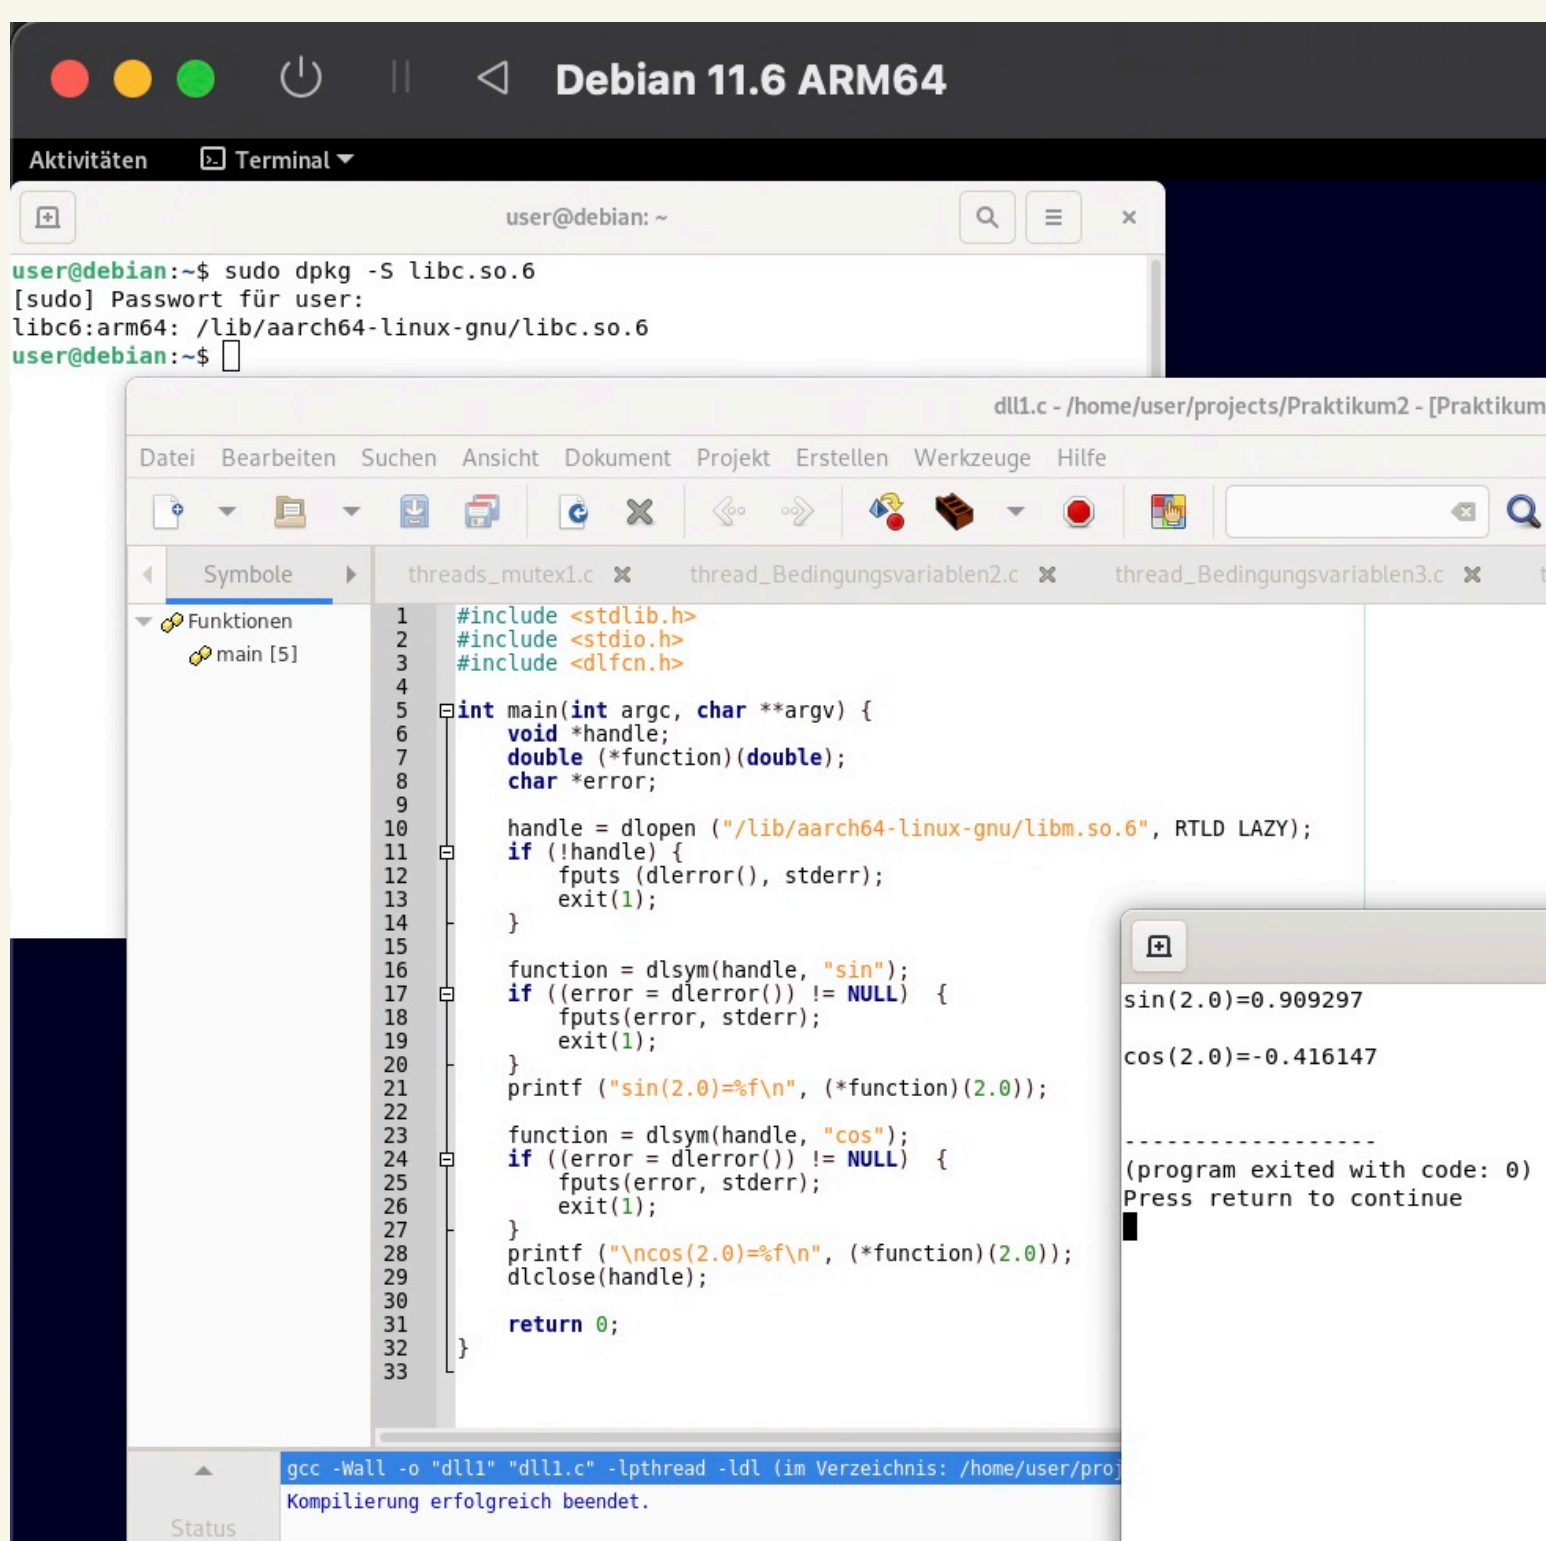 Debian 11.6 ARM64
Aktivitäten Terminal
user@debian: ~
user@debian:~$ sudo dpkg -S libc.so.6
[sudo] Passwort für user:
libc6:arm64: /lib/aarch64-linux-gnu/libc.so.6
user@debian:~$
dll1.c - /home/user/projects/Praktikum2 - [Praktikum
Datei Bearbeiten Suchen Ansicht Dokument Projekt Erstellen Werkzeuge Hilfe
Symbole threads_mutex1.c thread_Bedingungsvariablen2.c thread_Bedingungsvariablen3.c
Funktionen
main [5]
1 #include <stdlib.h>
2 #include <stdio.h>
3 #include <dlfcn.h>
4
5 int main(int argc, char **argv) {
6 void *handle;
7 double (*function)(double);
8 char *error;
9
10 handle = dlopen ("/lib/aarch64-linux-gnu/libm.so.6", RTLD LAZY);
11 if (!handle) {
12 fputs (dlerror(), stderr);
13 exit(1);
14 }
15
16 function = dlsym(handle, "sin");
17 if ((error = dlerror()) != NULL) {
18 fputs(error, stderr);
19 exit(1);
20 }
21 printf ("sin(2.0)=%f\n", (*function)(2.0));
22
23 function = dlsym(handle, "cos");
24 if ((error = dlerror()) != NULL) {
25 fputs(error, stderr);
26 exit(1);
27 }
28 printf ("\ncos(2.0)=%f\n", (*function)(2.0));
29 dlclose(handle);
30
31 return 0;
32 }
33
sin(2.0)=0.909297
cos(2.0)=-0.416147
------------------
(program exited with code: 0)
Press return to continue
gcc -Wall -o "dll1" "dll1.c" -lpthread -ldl (im Verzeichnis: /home/user/proj
Kompilierung erfolgreich beendet.
Status